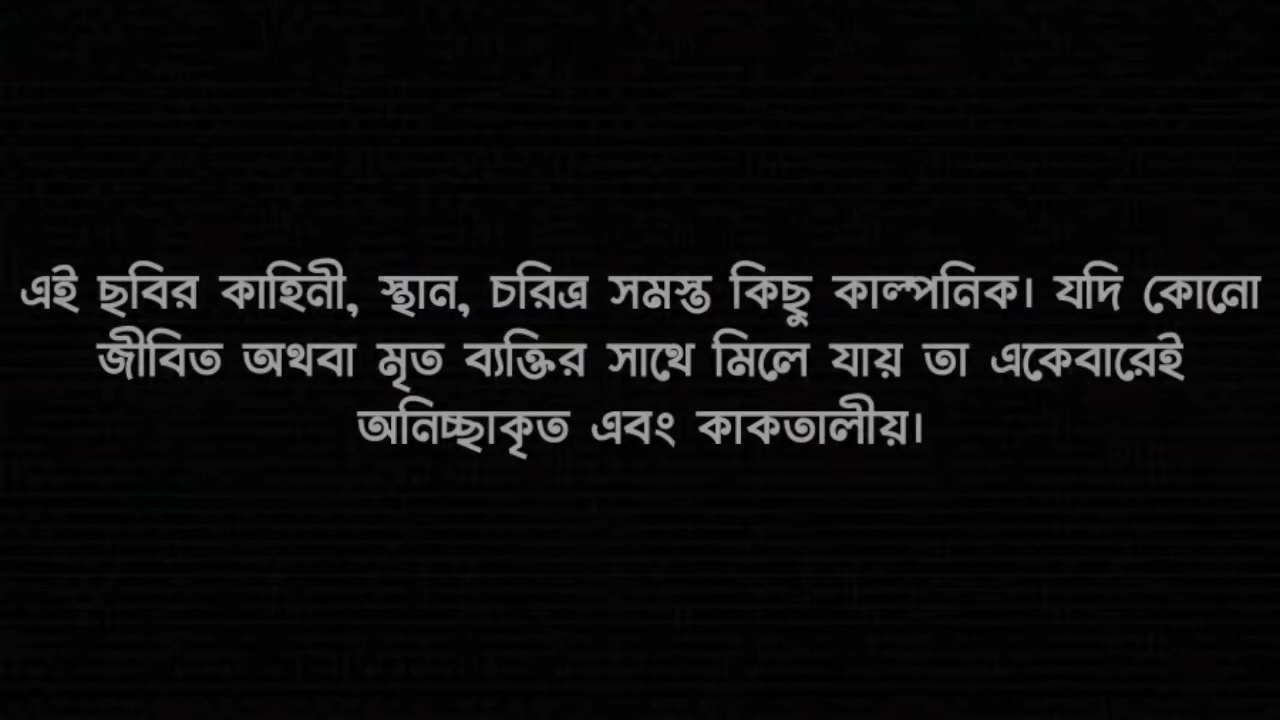 এই ছবির কাহিনী, স্থান, চরিত্র সমস্ত কিছু কাল্পনিক। যদি কোনো
জীবিত অথবা মৃত ব্যক্তির সাথে মিলে যায় তা একেবারেই
অনিচ্ছাকৃত এবং কাকতালীয়।